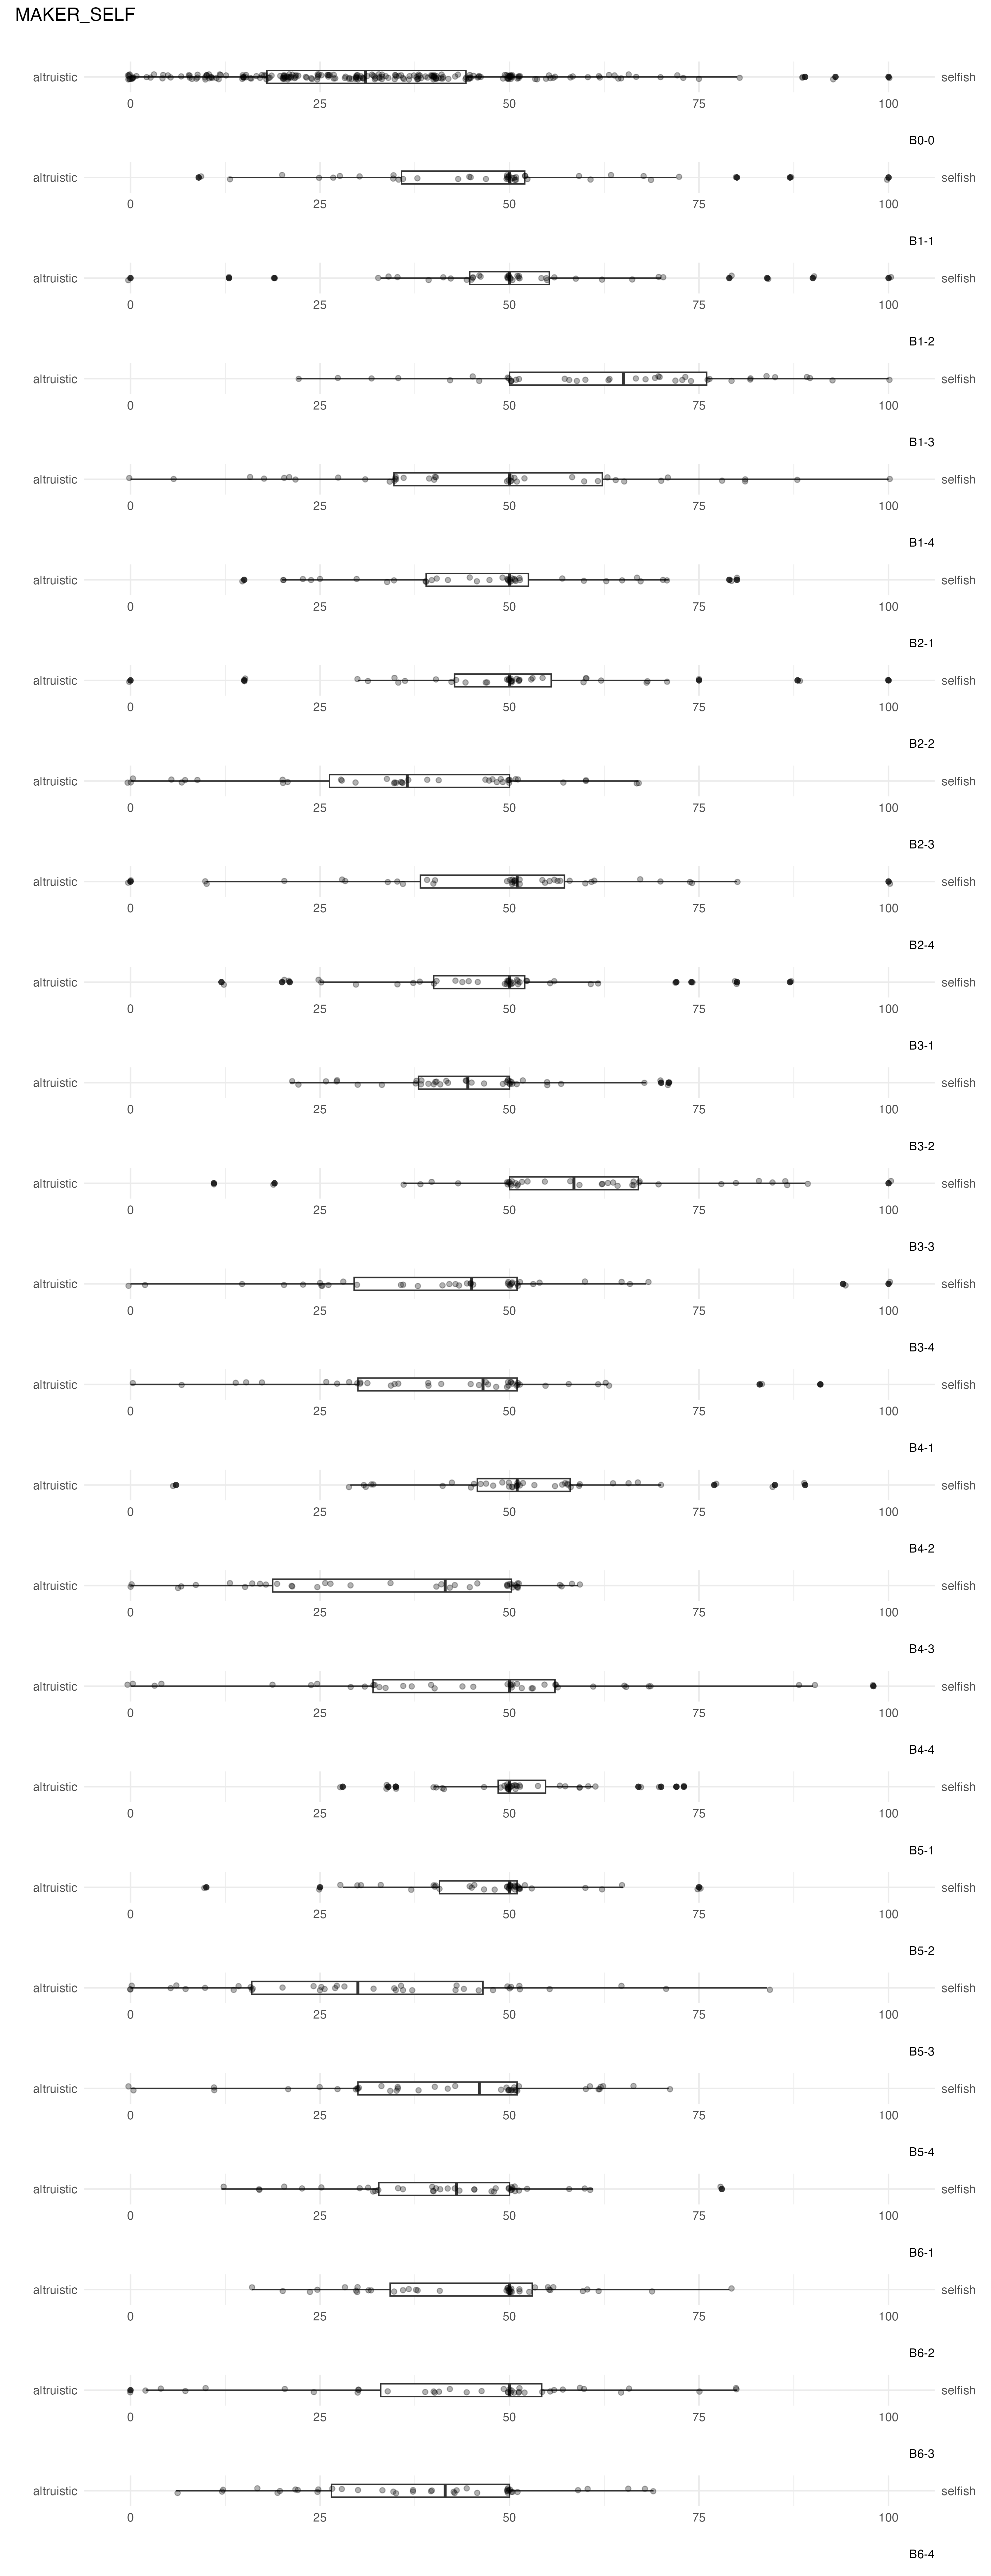 MAKER_SELF
altruistic selfish
0 25 50 75 100
B0-0
altruistic selfish
0 25 50 75 100
B1-1
altruistic selfish
0 25 50 75 100
B1-2
altruistic selfish
0 25 50 75 100
B1-3
altruistic selfish
0 25 50 75 100
B1-4
altruistic selfish
0 25 50 75 100
B2-1
altruistic selfish
0 25 50 75 100
B2-2
altruistic selfish
0 25 50 75 100
B2-3
altruistic selfish
0 25 50 75 100
B2-4
altruistic selfish
0 25 50 75 100
B3-1
altruistic selfish
0 25 50 75 100
B3-2
altruistic selfish
0 25 50 75 100
B3-3
altruistic selfish
0 25 50 75 100
B3-4
altruistic selfish
0 25 50 75 100
B4-1
altruistic selfish
0 25 50 75 100
B4-2
altruistic selfish
0 25 50 75 100
B4-3
altruistic selfish
0 25 50 75 100
B4-4
altruistic selfish
0 25 50 75 100
B5-1
altruistic selfish
0 25 50 75 100
B5-2
altruistic selfish
0 25 50 75 100
B5-3
altruistic selfish
0 25 50 75 100
B5-4
altruistic selfish
0 25 50 75 100
B6-1
altruistic selfish
0 25 50 75 100
B6-2
altruistic selfish
0 25 50 75 100
B6-3
altruistic selfish
0 25 50 75 100
B6-4